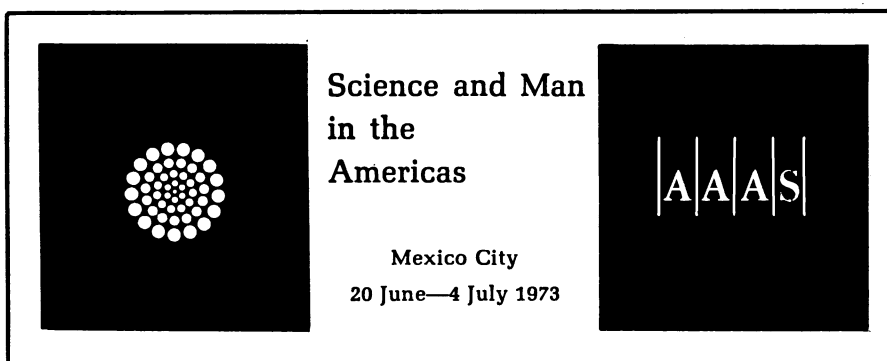 Science and Man
in the
Americas
Mexico City
20 June—4 July 1973
AAAS